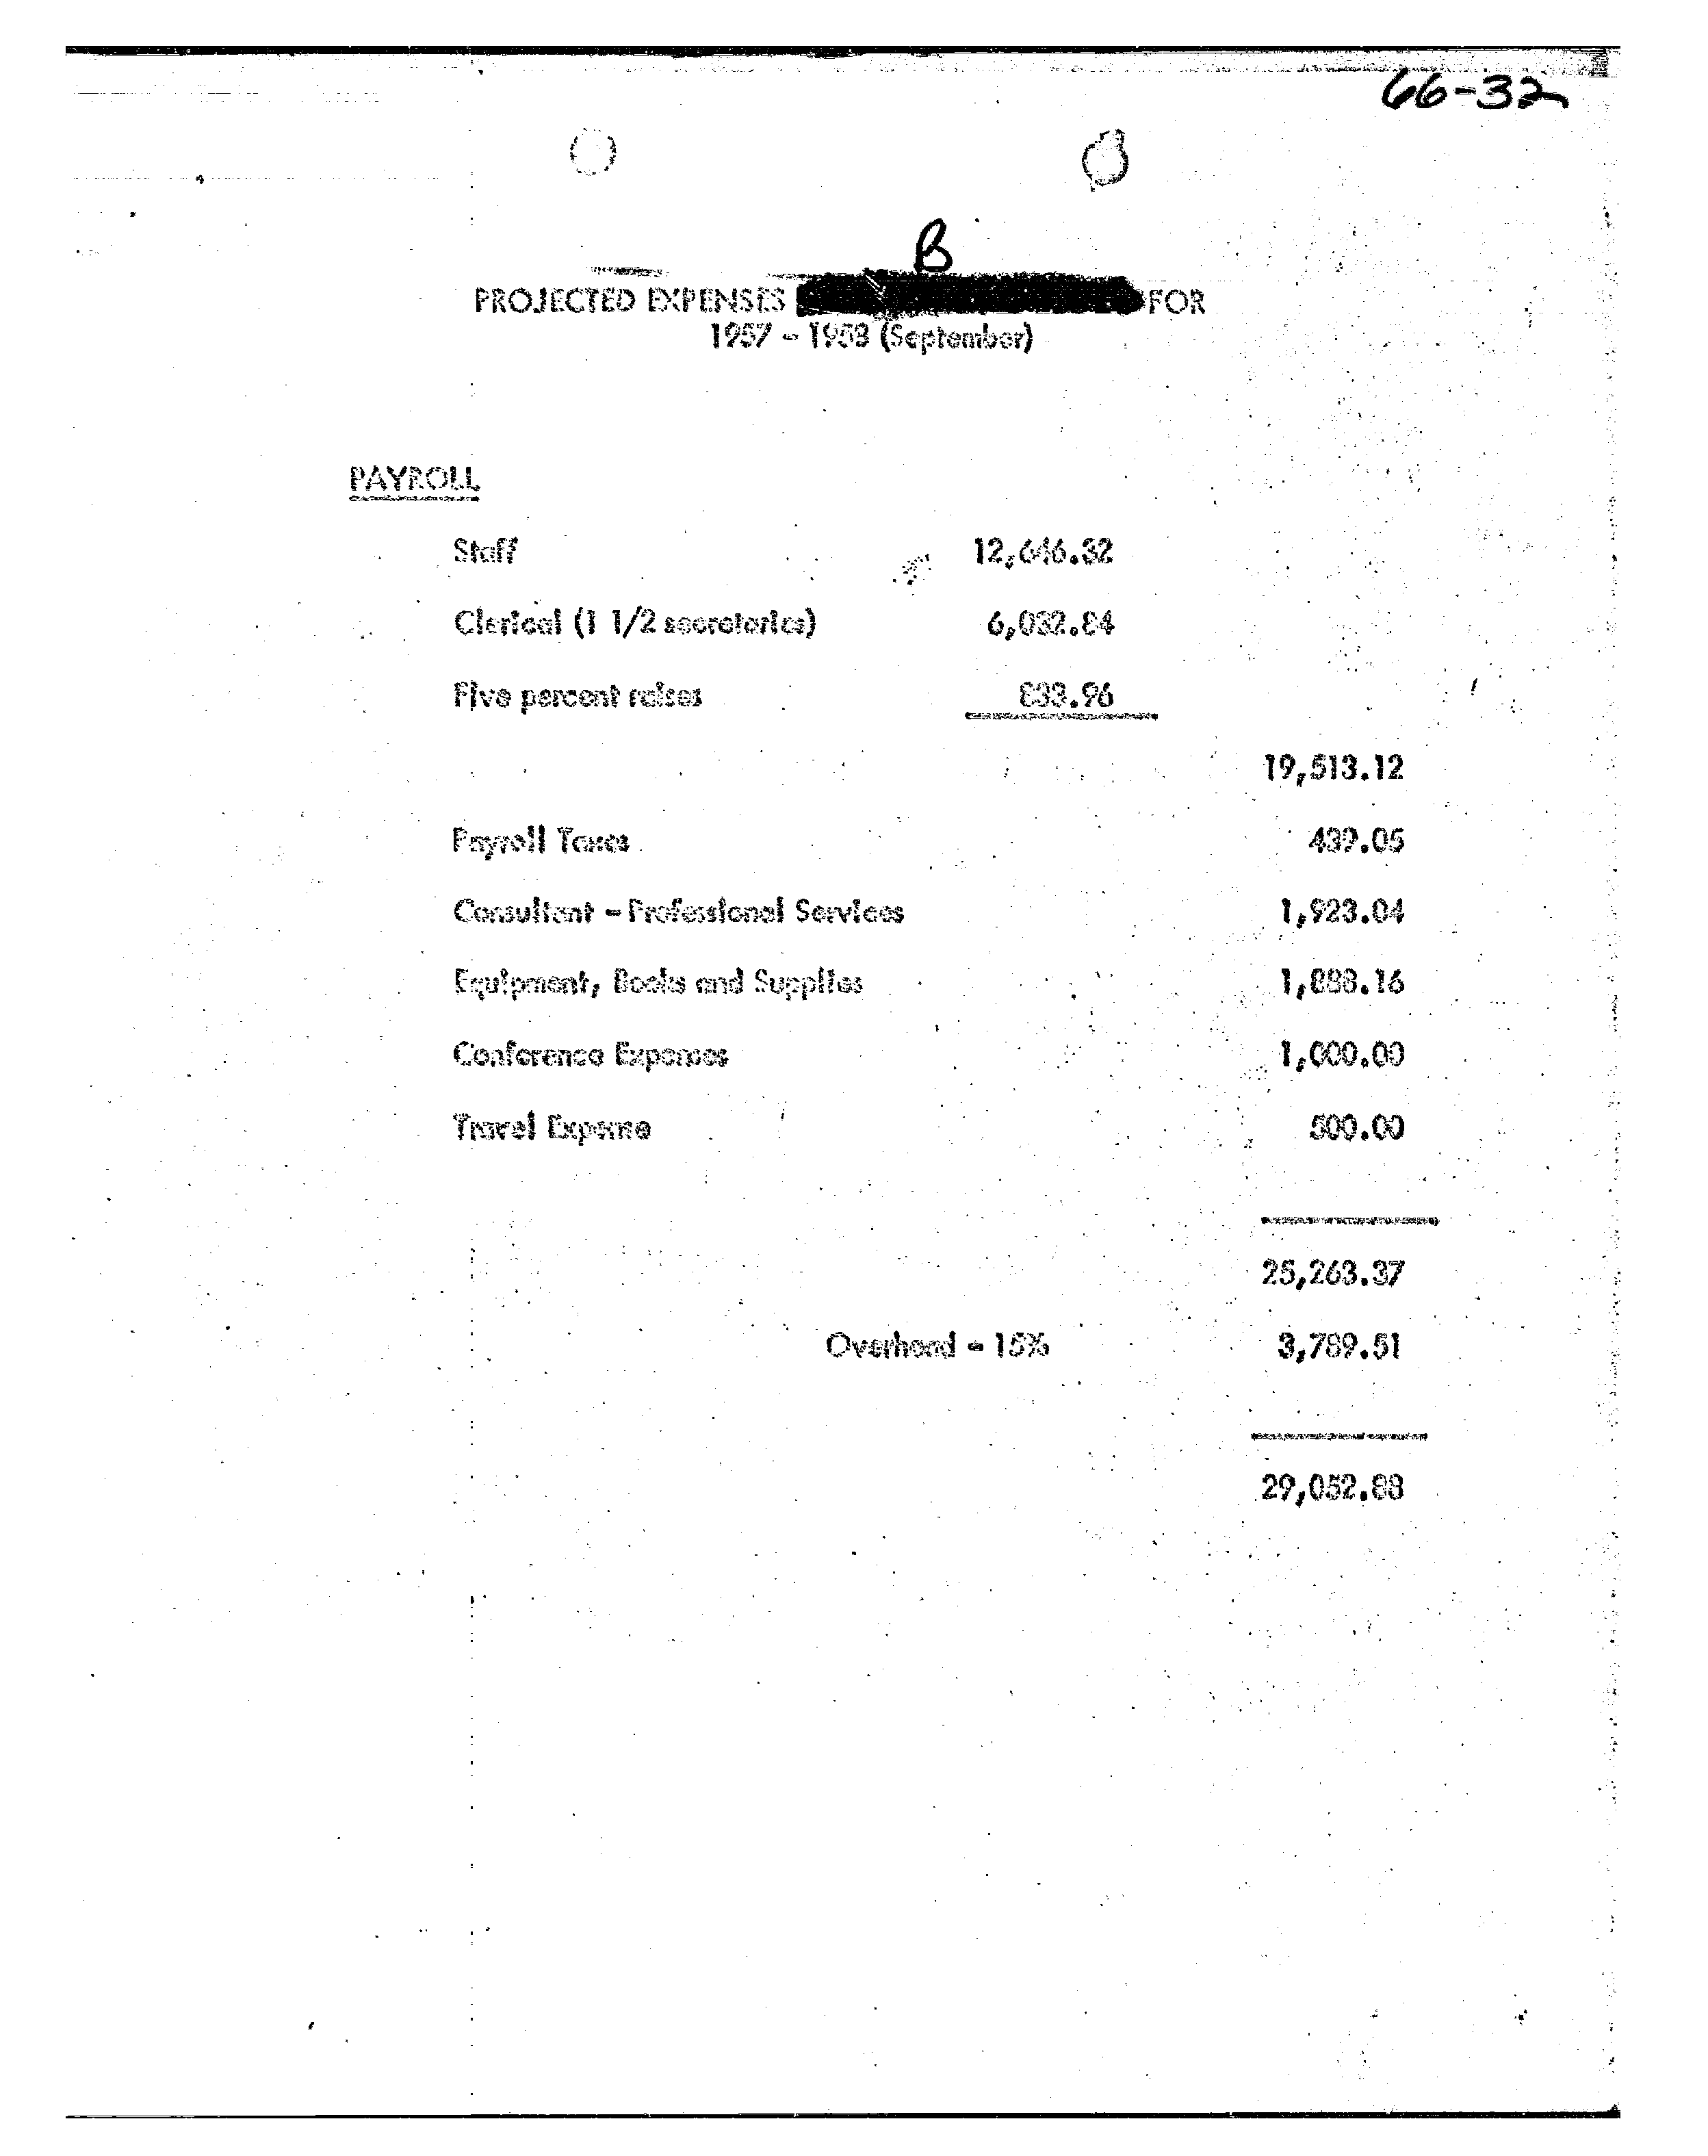 66-32
B
PROJECTED EXPENSES FOR
1957 - 1958 (September)
PAYROLL
Staff 12,646.32
Clerical (1 1/2 secretaries) 6,032.84
Five percent raises 833.96
19,513.12
Payroll Taxes 439.05
Consultant - Professional Services 1,923.04
Equipment, Books and Supplies 1,888.16
Conference Expenses 1,000.00
Travel Expense 500.00
25,263.37
Overhead - 15% 3,789.51
29,052.88